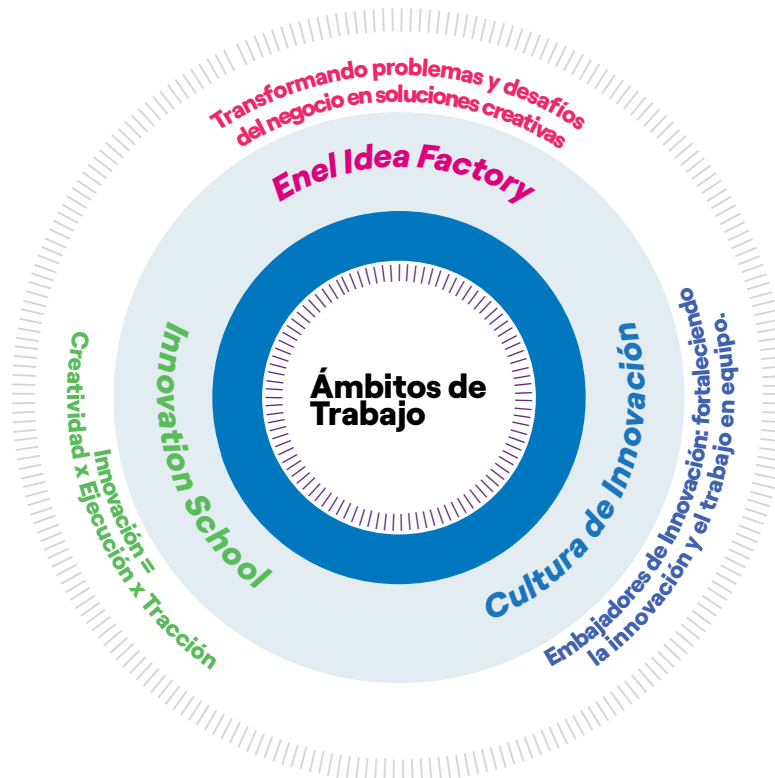 Transformando problemas y desafíos
del negocio en soluciones creativas
Enel Idea Factory
Ámbitos de
Trabajo
Innovation School
Innovación =
Creatividad x Ejecución x Tracción
Cultura de Innovación
Embajadores de Innovación: fortaleciendo
la innovación y el trabajo en equipo.